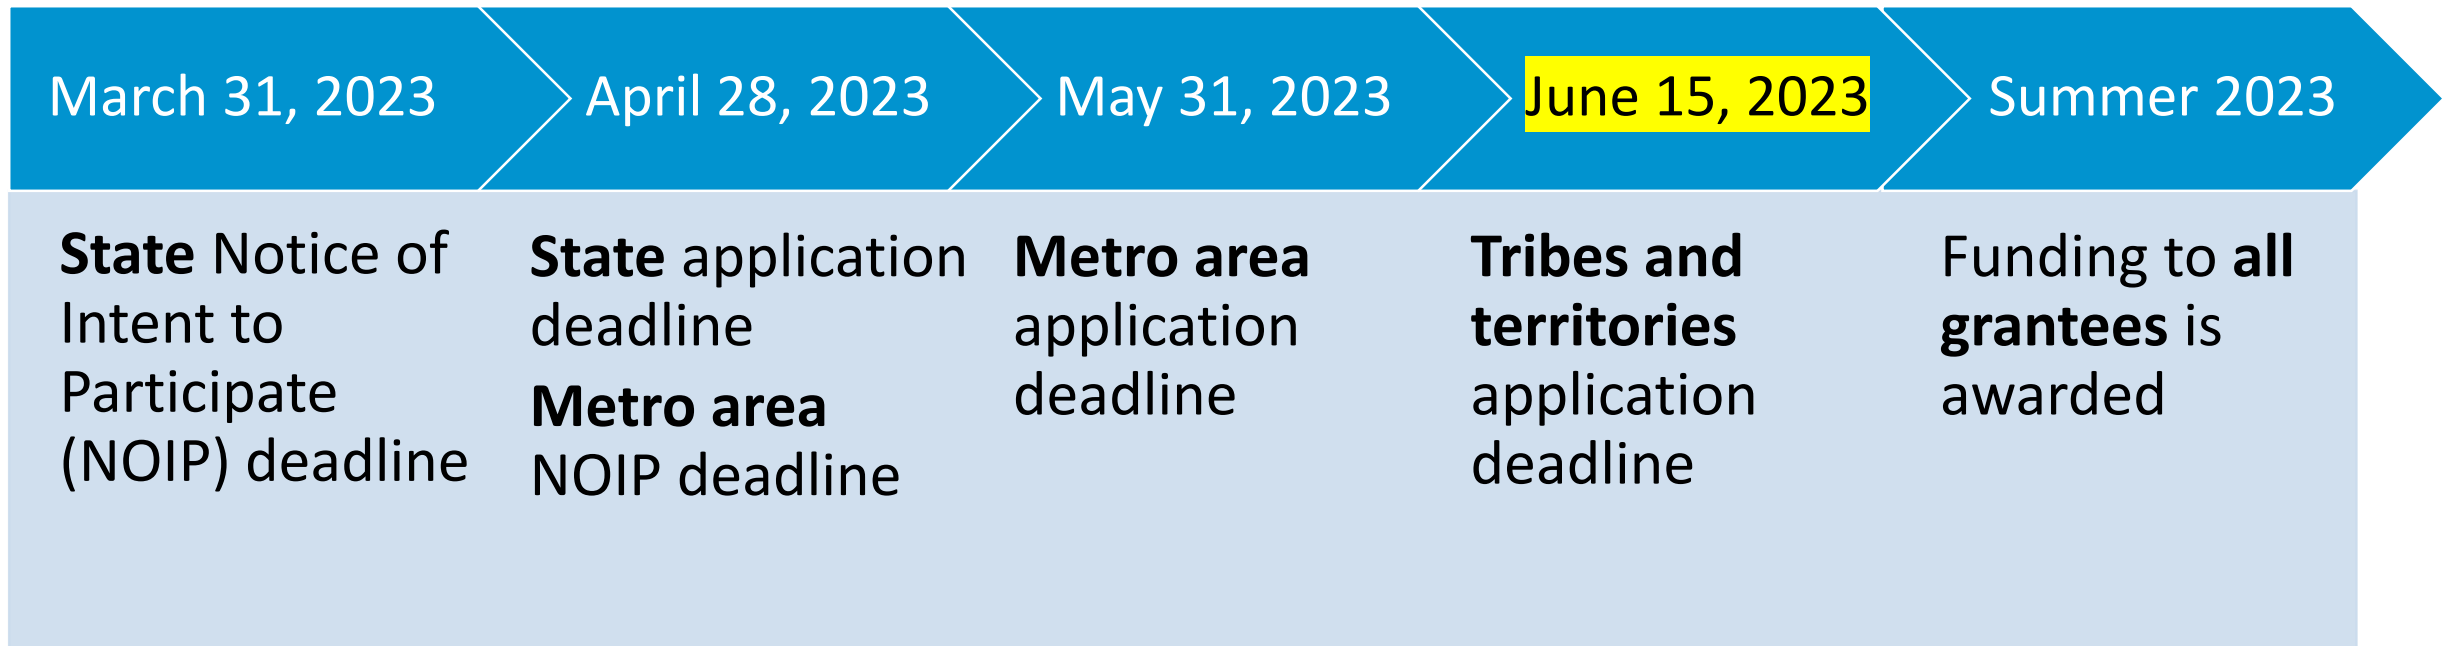 March 31, 2023
April 28, 2023
May 31, 2023
June 15, 2023
Summer 2023
State Notice of
Intent to
Participate
(NOIP) deadline
State application
deadline
Metro area
NOIP deadline
Metro area
application
deadline
Tribes and
territories
application
deadline
Funding to all
grantees is
awarded